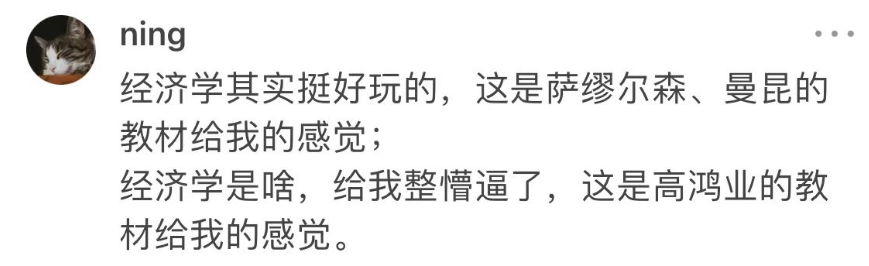 ning
经济学其实挺好玩的，这是萨缪尔森、曼昆的
教材给我的感觉；
经济学是啥，给我整懵逼了，这是高鸿业的教
材给我的感觉。